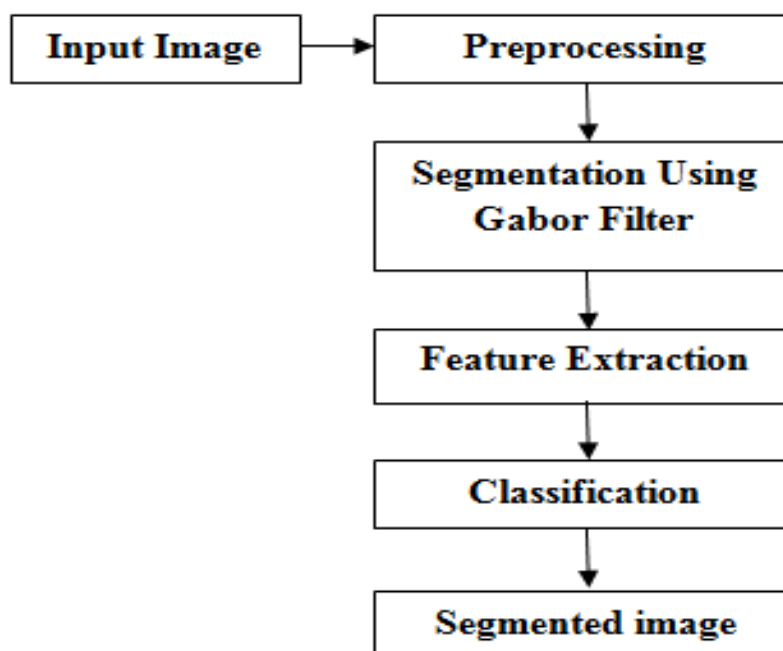 Input Image
Preprocessing
Segmentation Using
Gabor Filter
Feature Extraction
Classification
Segmented image